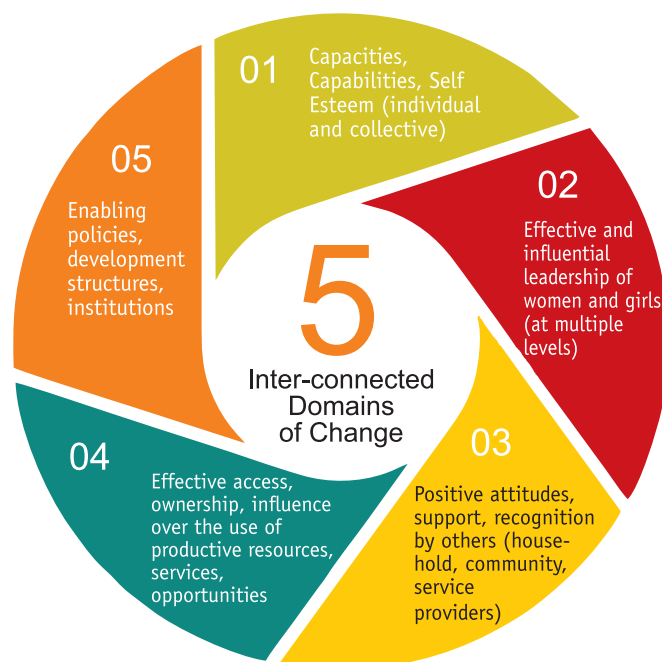 01
Capacities,
Capabilities, Self
Esteem (individual
and collective)
02
Effective and
influential
leadership of
women and girls
(at multiple
levels)
03
Positive attitudes,
support, recognition
by others (house-
hold, community,
service
providers)
04
Effective access,
ownership, influence
over the use of
productive resources,
services,
opportunities
05
Enabling
policies,
development
structures,
institutions
5
Inter-connected
Domains
of Change